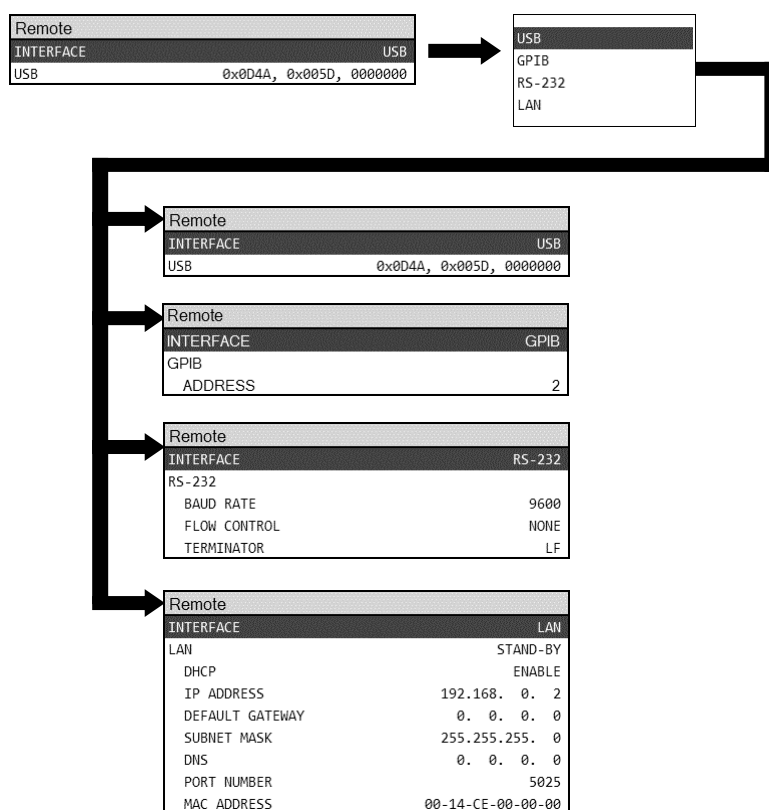 Remote
INTERFACE USB
USB 0x0D4A, 0x005D, 0000000
USB
GPIB
RS-232
LAN
Remote
INTERFACE USB
USB 0x0D4A, 0x005D, 0000000
Remote
INTERFACE GPIB
GPIB
ADDRESS 2
Remote
INTERFACE RS-232
RS-232
BAUD RATE 9600
FLOW CONTROL NONE
TERMINATOR LF
Remote
INTERFACE LAN
LAN STAND-BY
DHCP ENABLE
IP ADDRESS 192.168. 0. 2
DEFAULT GATEWAY 0. 0. 0. 0
SUBNET MASK 255.255.255. 0
DNS 0. 0. 0. 0
PORT NUMBER 5025
MAC ADDRESS 00-14-CE-00-00-00